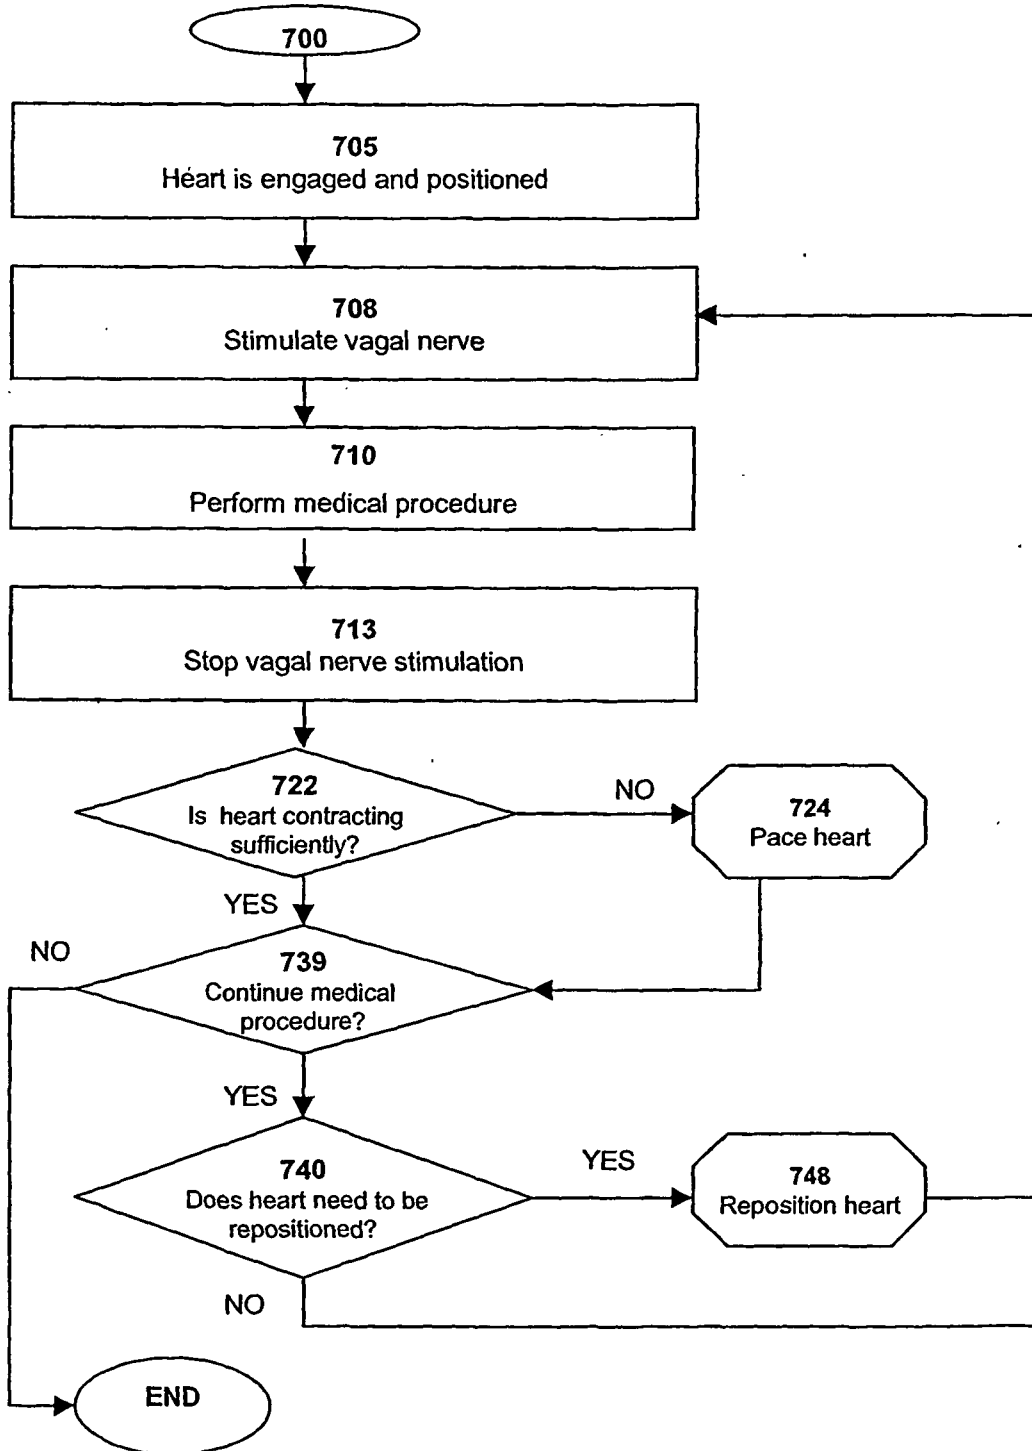 700
705
Heart is engaged and positioned
708
Stimulate vagal nerve
710
Perform medical procedure
713
Stop vagal nerve stimulation
722
Is heart contracting
sufficiently?
NO
724
Pace heart
YES
NO
739
Continue medical
procedure?
YES
740
Does heart need to be
repositioned?
YES
748
Reposition heart
NO
END